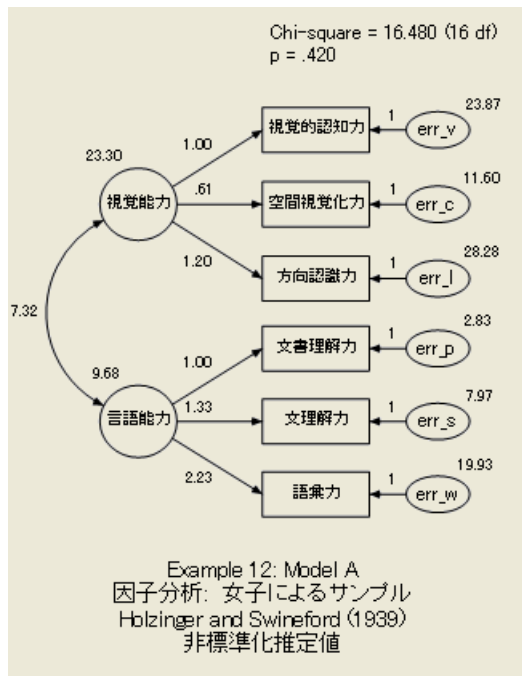 Chi-square = 16.480 (16 df)
p = .420
23.87
視覚的認知力
1
err_v
23.30
1.00
11.60
視覚能力
.61
空間視覚化力
1
err_c
28.28
1.20
方向認識力
1
err_l
7.32
2.83
文書理解力
1
err_p
9.68
1.00
7.97
言語能力
1.33
文理解力
1
err_s
19.93
2.23
語彙力
1
err_w
Example 12: Model A
因子分析: 女子によるサンプル
Holzinger and Swineford (1939)
非標準化推定値